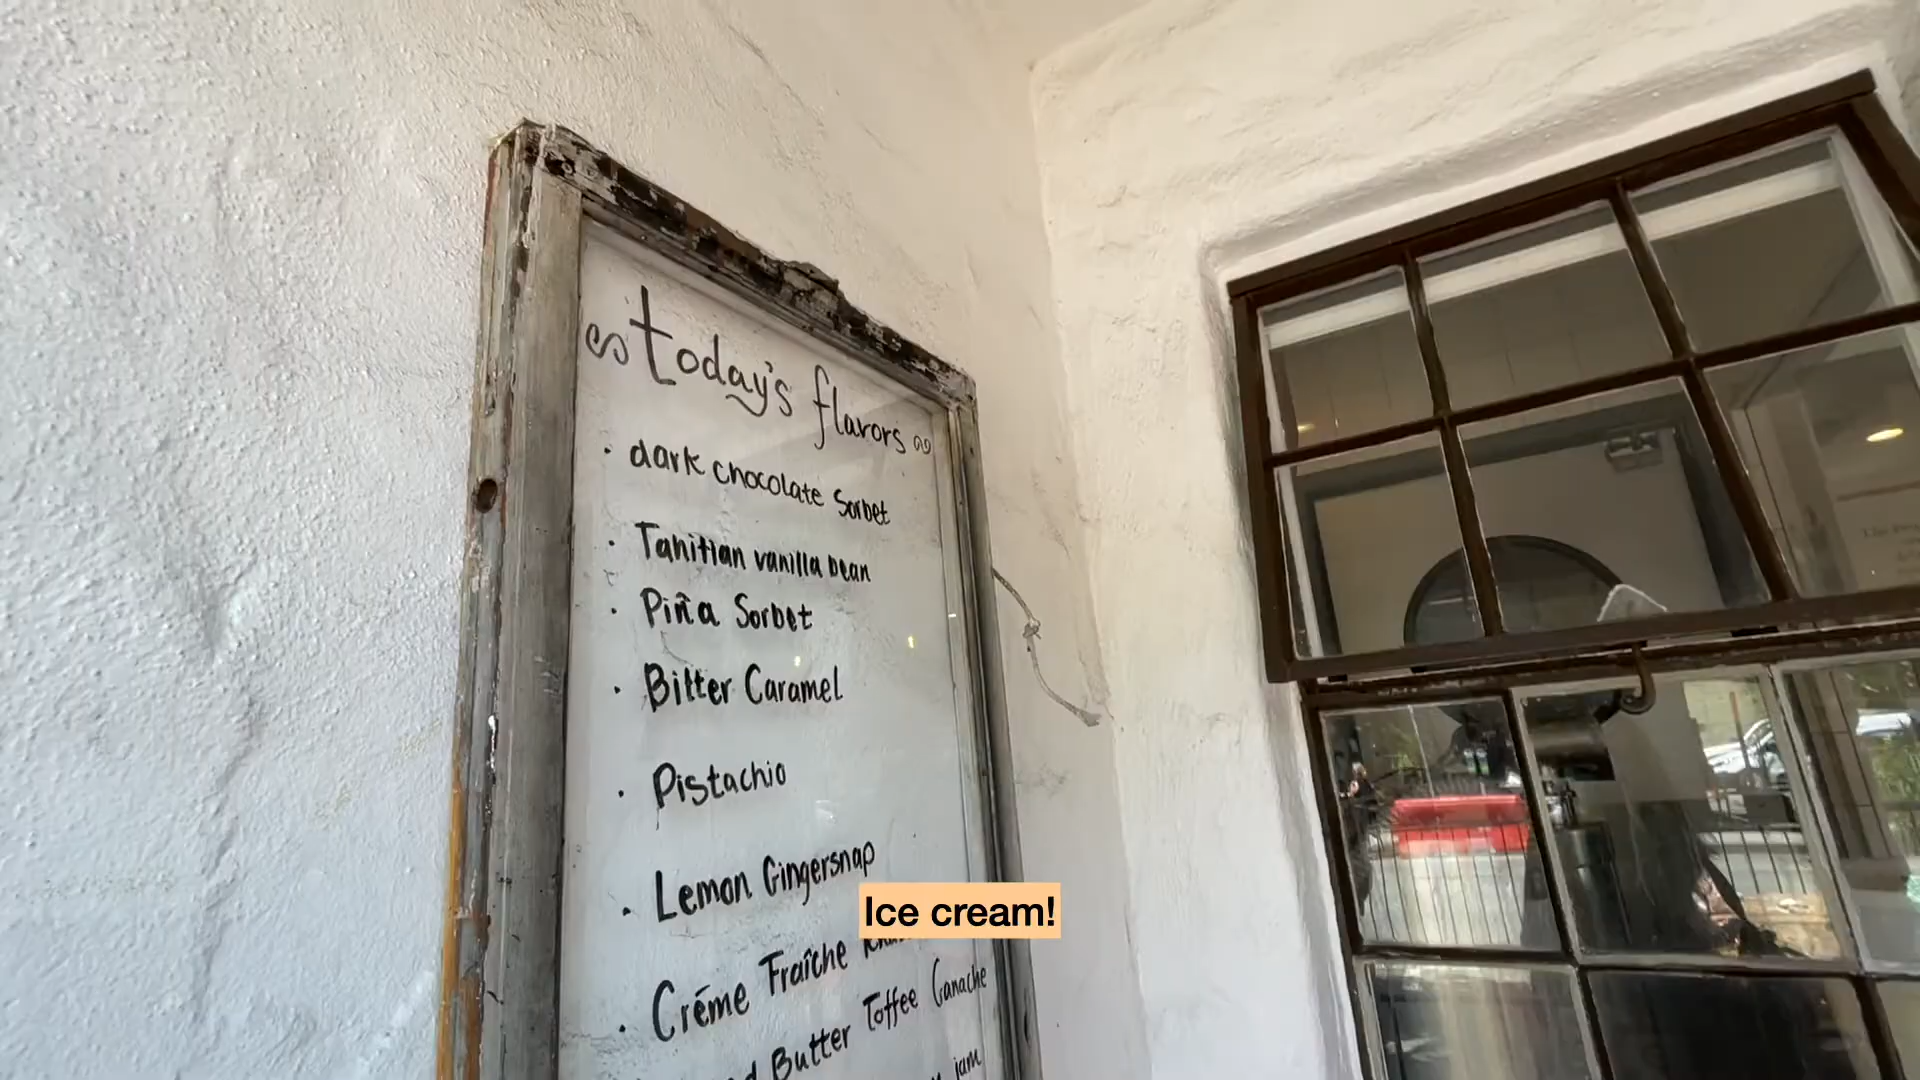 today's flavors
• dark chocolate Sorbet
• Tahitian vanilla bean
• Piña Sorbet
• Bitter Caramel
• Pistachio
• Lemon Gingersnap
Ice cream!
• Créme Fraîche
Butter Toffee Ganache
jam